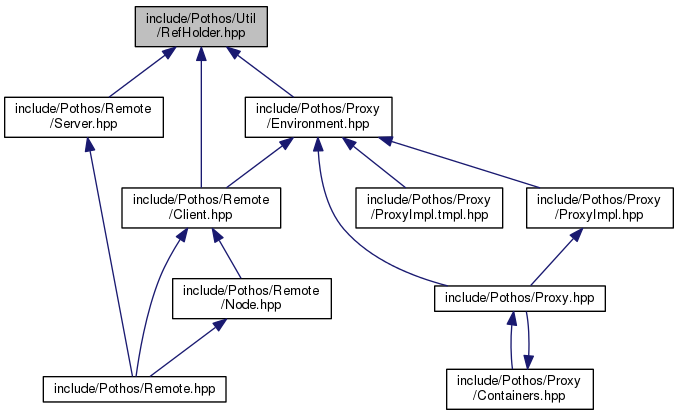 include/Pothos/Util
/RefHolder.hpp
include/Pothos/Remote
/Server.hpp
include/Pothos/Proxy
/Environment.hpp
include/Pothos/Remote
/Client.hpp
include/Pothos/Proxy
/ProxyImpl.tmpl.hpp
include/Pothos/Proxy
/ProxyImpl.hpp
include/Pothos/Remote
/Node.hpp
include/Pothos/Proxy.hpp
include/Pothos/Remote.hpp
include/Pothos/Proxy
/Containers.hpp